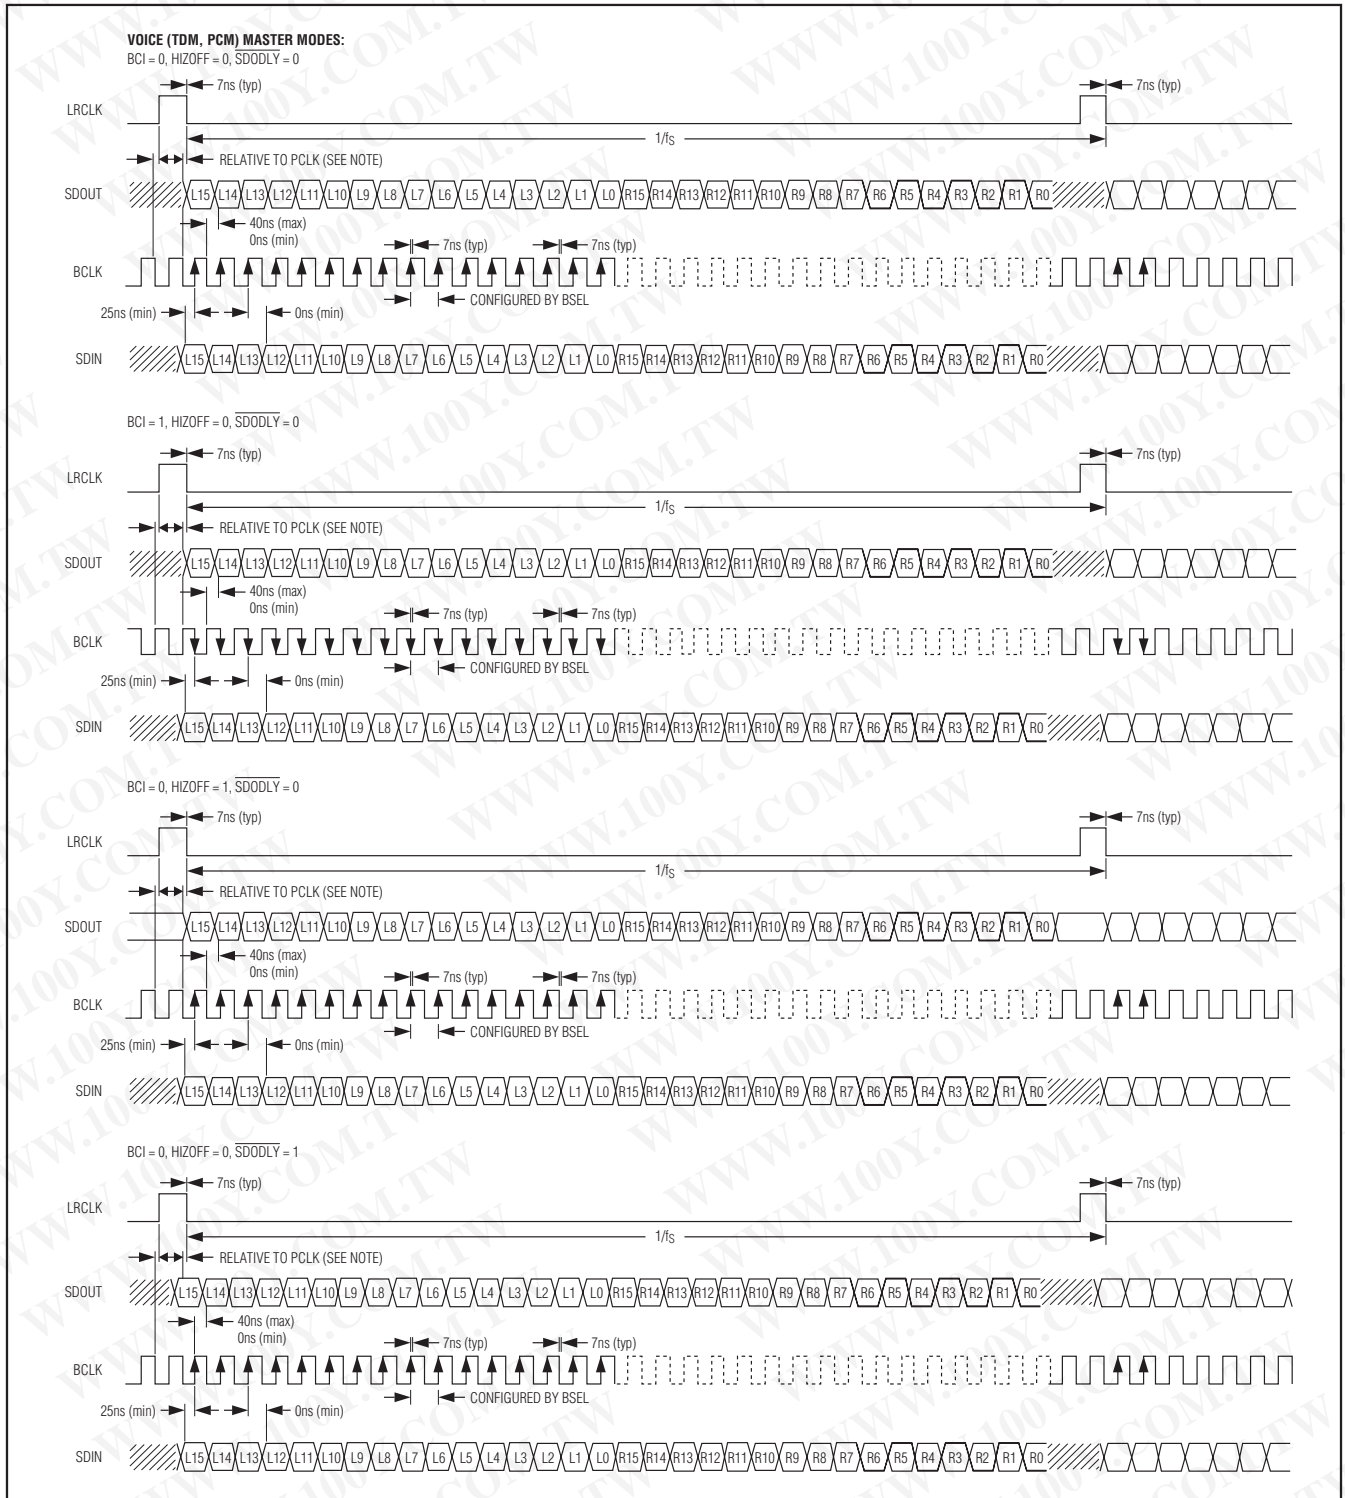 VOICE (TDM, PCM) MASTER MODES:
BCI = 0, HIZOFF = 0, SDODLY = 0
7ns (typ) 7ns (typ)
LRCLK
1/fS
RELATIVE TO PCLK (SEE NOTE)
SDOUT L15 L14 L13 L12 L11 L10 L9 L8 L7 L6 L5 L4 L3 L2 L1 L0 R15 R14 R13 R12 R11 R10 R9 R8 R7 R6 R5 R4 R3 R2 R1 R0
40ns (max)
0ns (min)
7ns (typ) 7ns (typ)
BCLK
CONFIGURED BY BSEL
25ns (min) 0ns (min)
SDIN L15 L14 L13 L12 L11 L10 L9 L8 L7 L6 L5 L4 L3 L2 L1 L0 R15 R14 R13 R12 R11 R10 R9 R8 R7 R6 R5 R4 R3 R2 R1 R0
BCI = 1, HIZOFF = 0, SDODLY = 0
7ns (typ) 7ns (typ)
LRCLK
1/fS
RELATIVE TO PCLK (SEE NOTE)
SDOUT L15 L14 L13 L12 L11 L10 L9 L8 L7 L6 L5 L4 L3 L2 L1 L0 R15 R14 R13 R12 R11 R10 R9 R8 R7 R6 R5 R4 R3 R2 R1 R0
40ns (max)
0ns (min)
7ns (typ) 7ns (typ)
BCLK
CONFIGURED BY BSEL
25ns (min) 0ns (min)
SDIN L15 L14 L13 L12 L11 L10 L9 L8 L7 L6 L5 L4 L3 L2 L1 L0 R15 R14 R13 R12 R11 R10 R9 R8 R7 R6 R5 R4 R3 R2 R1 R0
BCI = 0, HIZOFF = 1, SDODLY = 0
7ns (typ) 7ns (typ)
LRCLK
1/fS
RELATIVE TO PCLK (SEE NOTE)
SDOUT L15 L14 L13 L12 L11 L10 L9 L8 L7 L6 L5 L4 L3 L2 L1 L0 R15 R14 R13 R12 R11 R10 R9 R8 R7 R6 R5 R4 R3 R2 R1 R0
40ns (max)
0ns (min)
7ns (typ) 7ns (typ)
BCLK
CONFIGURED BY BSEL
25ns (min) 0ns (min)
SDIN L15 L14 L13 L12 L11 L10 L9 L8 L7 L6 L5 L4 L3 L2 L1 L0 R15 R14 R13 R12 R11 R10 R9 R8 R7 R6 R5 R4 R3 R2 R1 R0
BCI = 0, HIZOFF = 0, SDODLY = 1
7ns (typ) 7ns (typ)
LRCLK
1/fS
RELATIVE TO PCLK (SEE NOTE)
SDOUT L15 L14 L13 L12 L11 L10 L9 L8 L7 L6 L5 L4 L3 L2 L1 L0 R15 R14 R13 R12 R11 R10 R9 R8 R7 R6 R5 R4 R3 R2 R1 R0
40ns (max)
0ns (min)
7ns (typ) 7ns (typ)
BCLK
CONFIGURED BY BSEL
25ns (min) 0ns (min)
SDIN L15 L14 L13 L12 L11 L10 L9 L8 L7 L6 L5 L4 L3 L2 L1 L0 R15 R14 R13 R12 R11 R10 R9 R8 R7 R6 R5 R4 R3 R2 R1 R0
WWW.100Y.COM.TW